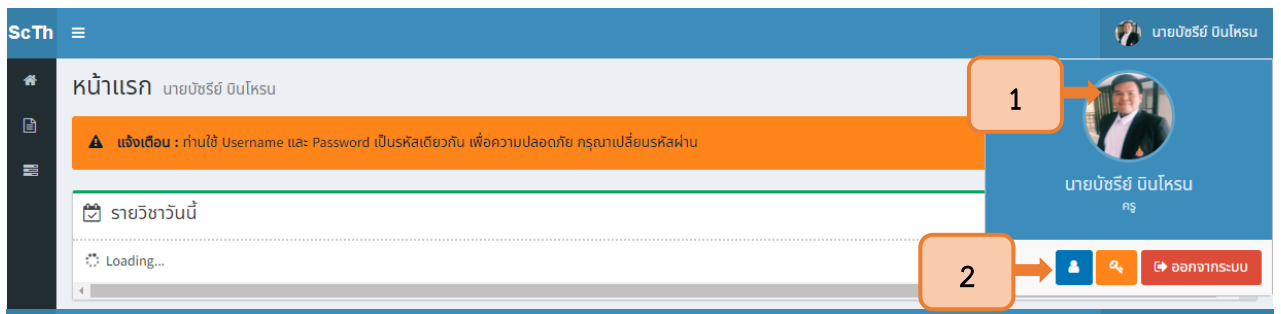 ScTh
นายบัซรีย์ บินโหรน
หน้าแรก นายบัซรีย์ บินโหรน
แจ้งเตือน : ท่านใช้ Username และ Password เป็นรหัสเดียวกัน เพื่อความปลอดภัย กรุณาเปลี่ยนรหัสผ่าน
1
นายบัซรีย์ บินโหรน
ครู
รายวิชาวันนี้
Loading...
2
ออกจากระบบ